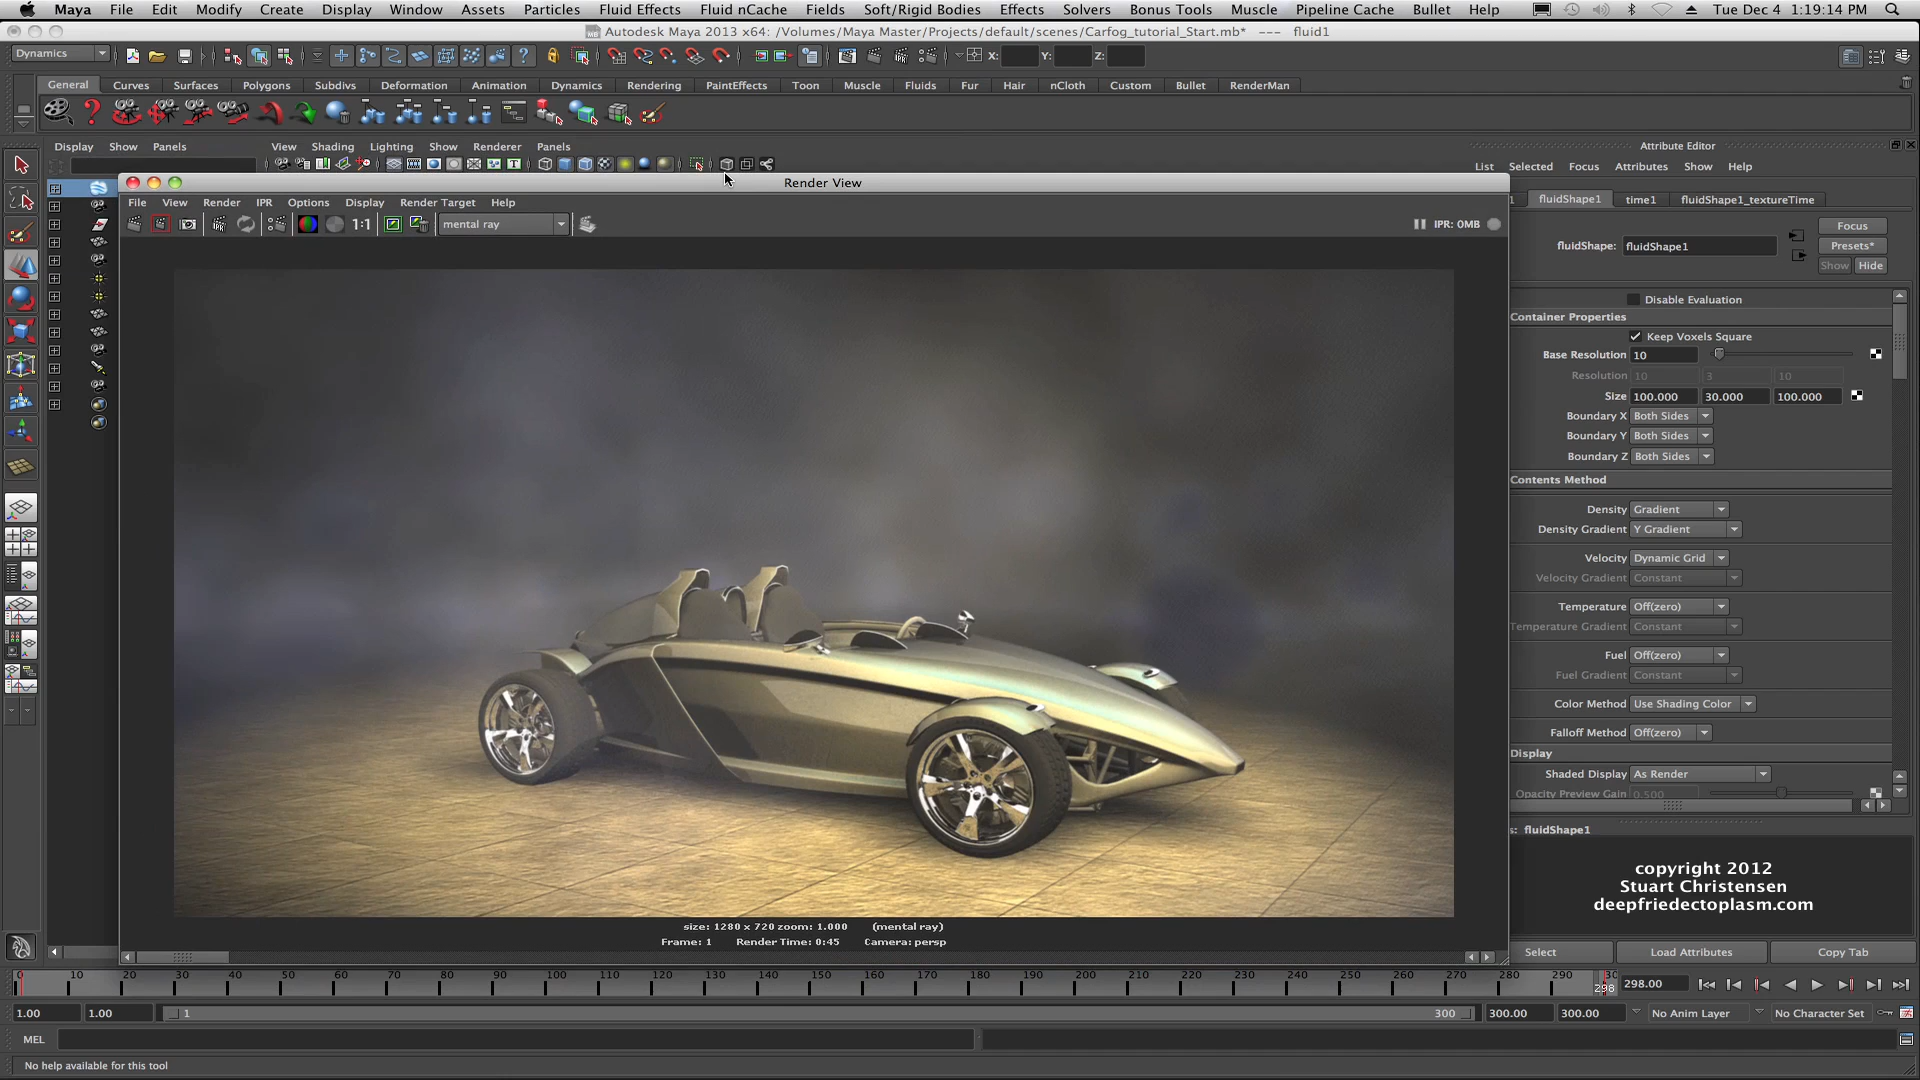 Maya File Edit Modify Create Display Window Assets Particles Fluid Effects Fluid nCache Fields Soft/Rigid Bodies Effects Solvers Bonus Tools Muscle Pipeline Cache Bullet Help Tue Dec 4 1:19:14 PM
Autodesk Maya 2013 x64: /Volumes/Maya Master/Projects/default/scenes/Carfog_tutorial_Start.mb* --- fluid1
Dynamics X: Y: Z:
General Curves Surfaces Polygons Subdivs Deformation Animation Dynamics Rendering PaintEffects Toon Muscle Fluids Fur Hair nCloth Custom Bullet RenderMan
Display Show Panels View Shading Lighting Show Renderer Panels
Attribute Editor
List Selected Focus Attributes Show Help
Render View
File View Render IPR Options Display Render Target Help
1:1 mental ray IPR: 0MB
1 fluidShape1 time1 fluidShape1_textureTime
Focus
fluidShape: fluidShape1 Presets*
Show Hide
Disable Evaluation
Container Properties
Keep Voxels Square
Base Resolution 10
Resolution 10 3 10
Size 100.000 30.000 100.000
Boundary X Both Sides
Boundary Y Both Sides
Boundary Z Both Sides
Contents Method
Density Gradient
Density Gradient Y Gradient
Velocity Dynamic Grid
Velocity Gradient Constant
Temperature Off(zero)
Temperature Gradient Constant
Fuel Off(zero)
Fuel Gradient Constant
Color Method Use Shading Color
Falloff Method Off(zero)
Display
Shaded Display As Render
Opacity Preview Gain 0.500
s: fluidShape1
copyright 2012
Stuart Christensen
deepfriedectoplasm.com
size: 1280 x 720 zoom: 1.000 (mental ray)
Frame: 1 Render Time: 0:45 Camera: persp
Select Load Attributes Copy Tab
0 10 20 30 40 50 60 70 80 90 100 110 120 130 140 150 160 170 180 190 200 210 220 230 240 250 260 270 280 290 30
298 298.00
1.00 1.00 1 300 300.00 300.00 No Anim Layer No Character Set
MEL
No help available for this tool